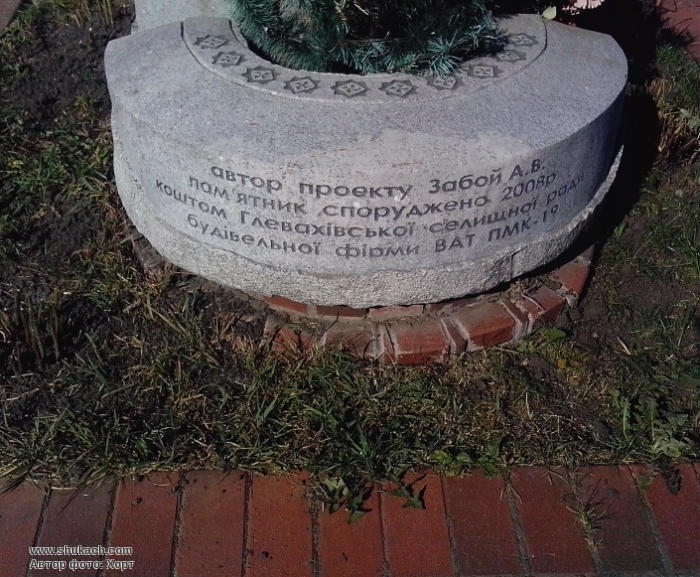 автор проекту Забой А.В.
пам'ятник споруджено 2008р.
коштом Глевахівської селищної ради
будівельної фірми ВАТ ПМК-19
www.shukach.com
Автор фото: Хорт